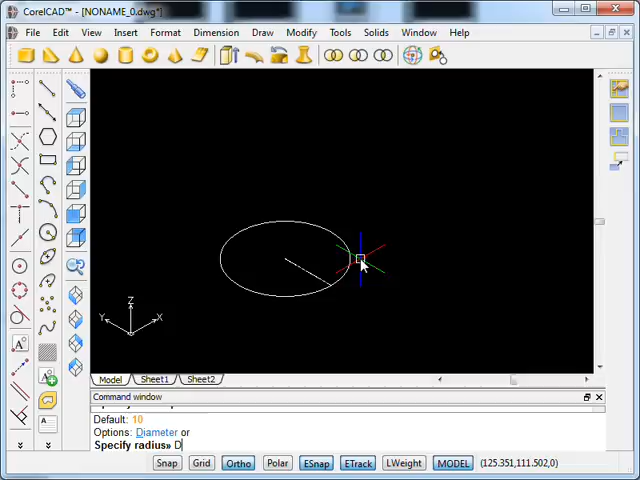 CorelCAD™ - [NONAME_0.dwg*]
File Edit View Insert Format Dimension Draw Modify Tools Solids Window Help
Z
Y X
A
A
A
Model Sheet1 Sheet2
Command window
Default: 10
Options: Diameter or
Specify radius» D
Snap Grid Ortho Polar ESnap ETrack LWeight MODEL (125.351,111.502,0)